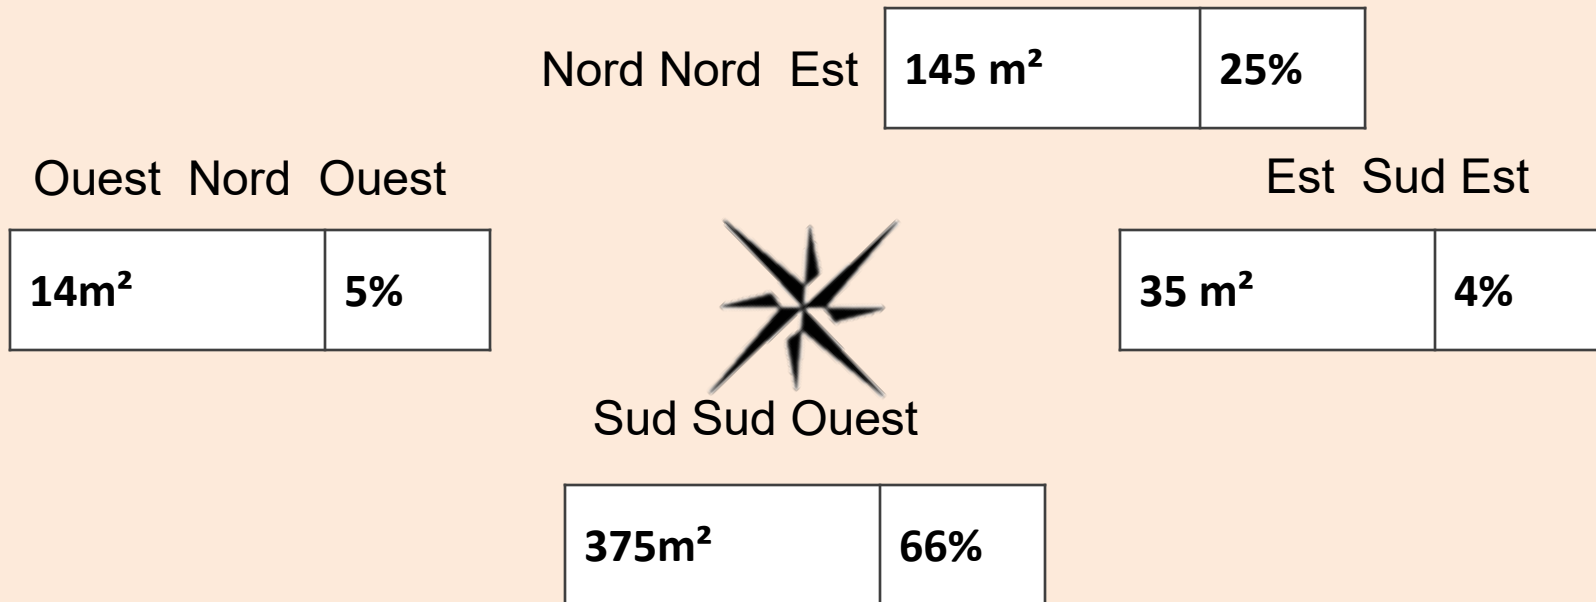 Nord Nord Est 145 m² 25%
Ouest Nord Ouest
Est Sud Est
14m² 5%
35 m² 4%
Sud Sud Ouest
375m² 66%